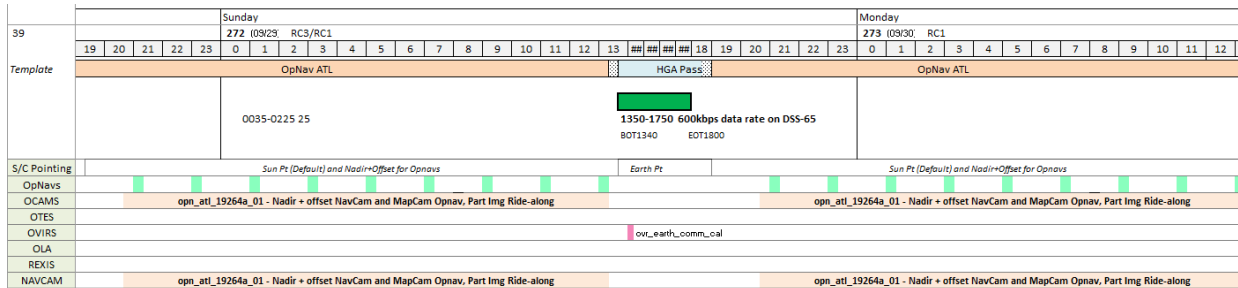 Sunday Monday
39 272 (09/29) RC3/RC1 273 (09/30) RC1
19 20 21 22 23 0 1 2 3 4 5 6 7 8 9 10 11 12 13 ## ## ## ## 18 19 20 21 22 23 0 1 2 3 4 5 6 7 8 9 10 11 12
Template OpNav ATL HGA Pass OpNav ATL
0035-0225 25 1350-1750 600kbps data rate on DSS-65
BOT1340 EOT1800
S/C Pointing Sun Pt (Default) and Nadir+Offset for Opnavs Earth Pt Sun Pt (Default) and Nadir+Offset for Opnavs
OpNavs
OCAMS opn_atl_19264a_01 - Nadir + offset NavCam and MapCam Opnav, Part Img Ride-along opn_atl_19264a_01 - Nadir + offset NavCam and MapCam Opnav, Part Img Ride-along
OTES
OVIRS ovr_earth_comm_cal
OLA
REXIS
NAVCAM opn_atl_19264a_01 - Nadir + offset NavCam and MapCam Opnav, Part Img Ride-along opn_atl_19264a_01 - Nadir + offset NavCam and MapCam Opnav, Part Img Ride-along